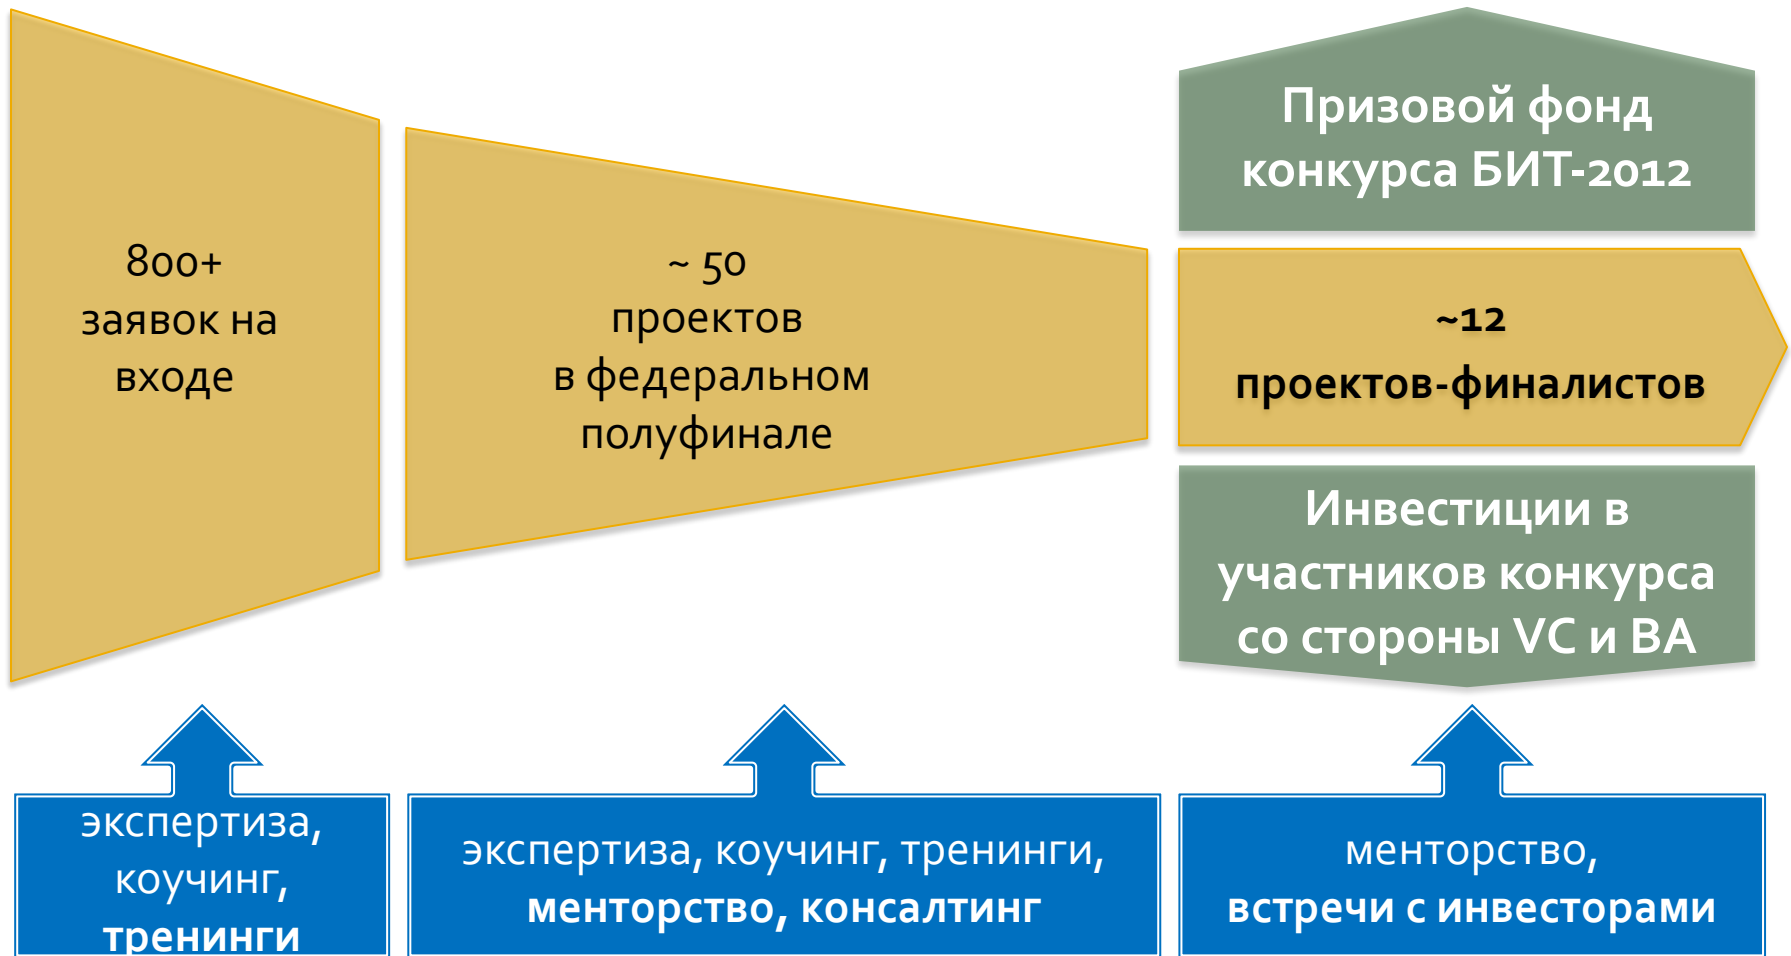 800+
заявок на
входе
~ 50
проектов
в федеральном
полуфинале
Призовой фонд
конкурса БИТ-2012
~12
проектов-финалистов
Инвестиции в
участников конкурса
со стороны VC и BA
экспертиза,
коучинг,
тренинги
экспертиза, коучинг, тренинги,
менторство, консалтинг
менторство,
встречи с инвесторами